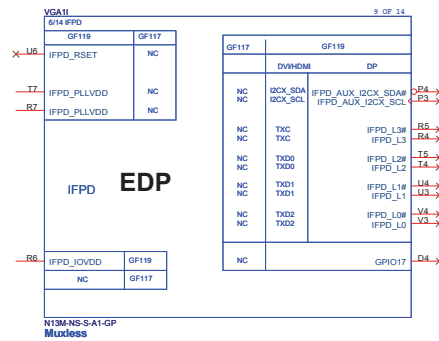 VGA1I 9 OF 14
6/14 IFPD
GF119 GF117
U6 IFPD_RSET NC
T7 IFPD_PLLVDD NC
R7 IFPD_PLLVDD NC
GF117 GF119
DVI/HDMI DP
NC I2CX_SDA IFPD_AUX_I2CX_SDA# P4
NC I2CX_SCL IFPD_AUX_I2CX_SCL P3
NC TXC IFPD_L3# R5
NC TXC IFPD_L3 R4
NC TXD0 IFPD_L2# T5
NC TXD0 IFPD_L2 T4
NC TXD1 IFPD_L1# U4
NC TXD1 IFPD_L1 U3
NC TXD2 IFPD_L0# V4
NC TXD2 IFPD_L0 V3
IFPD EDP
R6 IFPD_IOVDD GF119
NC GF117
NC GPIO17 D4
N13M-NS-S-A1-GP
Muxless